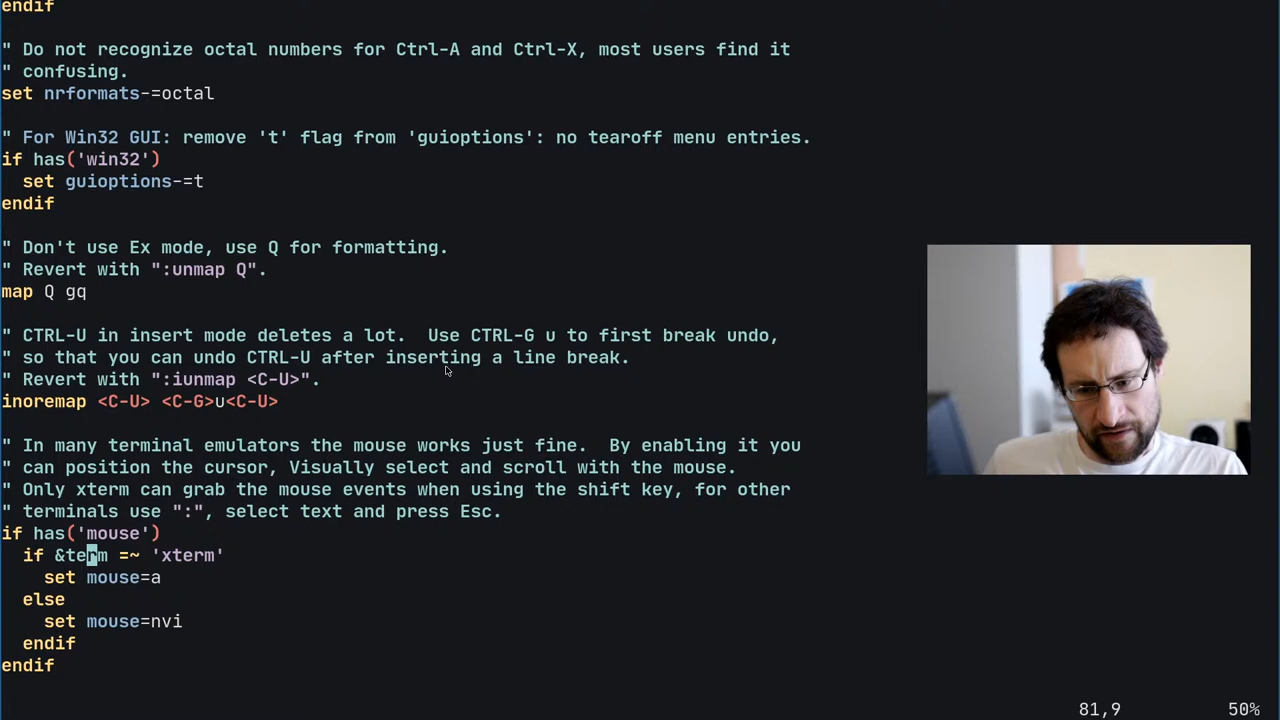 endif
" Do not recognize octal numbers for Ctrl-A and Ctrl-X, most users find it
" confusing.
set nrformats-=octal
" For Win32 GUI: remove 't' flag from 'guioptions': no tearoff menu entries.
if has('win32')
  set guioptions-=t
endif
" Don't use Ex mode, use Q for formatting.
" Revert with ":unmap Q".
map Q gq
" CTRL-U in insert mode deletes a lot.  Use CTRL-G u to first break undo,
" so that you can undo CTRL-U after inserting a line break.
" Revert with ":iunmap <C-U>".
inoremap <C-U> <C-G>u<C-U>
" In many terminal emulators the mouse works just fine.  By enabling it you
" can position the cursor, Visually select and scroll with the mouse.
" Only xterm can grab the mouse events when using the shift key, for other
" terminals use ":", select text and press Esc.
if has('mouse')
  if &term =~ 'xterm'
    set mouse=a
  else
    set mouse=nvi
  endif
endif
81,9 50%